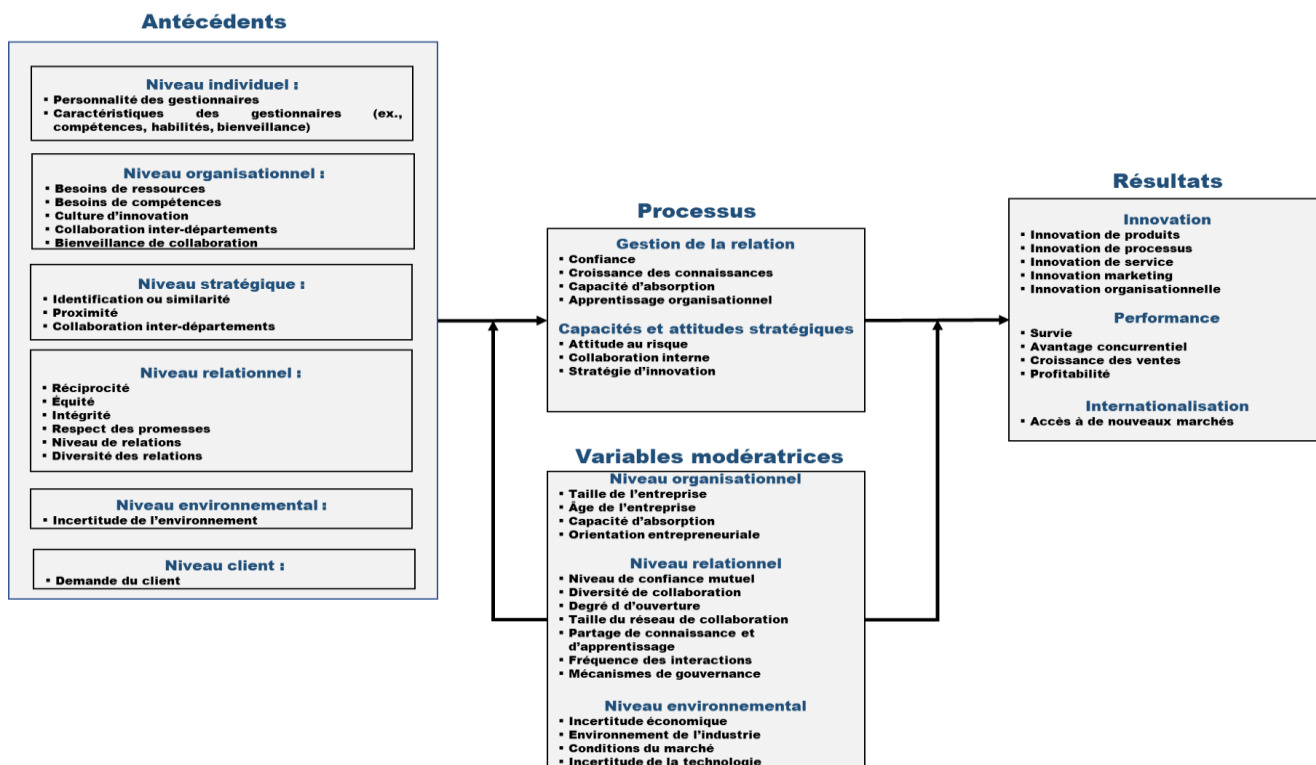 Antécédents
Niveau individuel :
▪ Personnalité des gestionnaires
▪ Caractéristiques des gestionnaires (ex.,
compétences, habilités, bienveillance)
Niveau organisationnel :
▪ Besoins de ressources
▪ Besoins de compétences
▪ Culture d'innovation
▪ Collaboration inter-départements
▪ Bienveillance de collaboration
Niveau stratégique :
▪ Identification ou similarité
▪ Proximité
▪ Collaboration inter-départements
Niveau relationnel :
▪ Réciprocité
▪ Équité
▪ Intégrité
▪ Respect des promesses
▪ Niveau de relations
▪ Diversité des relations
Niveau environnemental :
▪ Incertitude de l'environnement
Niveau client :
▪ Demande du client
Processus
Gestion de la relation
▪ Confiance
▪ Croissance des connaissances
▪ Capacité d'absorption
▪ Apprentissage organisationnel
Capacités et attitudes stratégiques
▪ Attitude au risque
▪ Collaboration interne
▪ Stratégie d'innovation
Variables modératrices
Niveau organisationnel
▪ Taille de l'entreprise
▪ Âge de l'entreprise
▪ Capacité d'absorption
▪ Orientation entrepreneuriale
Niveau relationnel
▪ Niveau de confiance mutuel
▪ Diversité de collaboration
▪ Degré d d'ouverture
▪ Taille du réseau de collaboration
▪ Partage de connaissance et
d'apprentissage
▪ Fréquence des interactions
▪ Mécanismes de gouvernance
Niveau environnemental
▪ Incertitude économique
▪ Environnement de l'industrie
▪ Conditions du marché
▪ Incertitude de la technologie
Résultats
Innovation
▪ Innovation de produits
▪ Innovation de processus
▪ Innovation de service
▪ Innovation marketing
▪ Innovation organisationnelle
Performance
▪ Survie
▪ Avantage concurrentiel
▪ Croissance des ventes
▪ Profitabilité
Internationalisation
▪ Accès à de nouveaux marchés